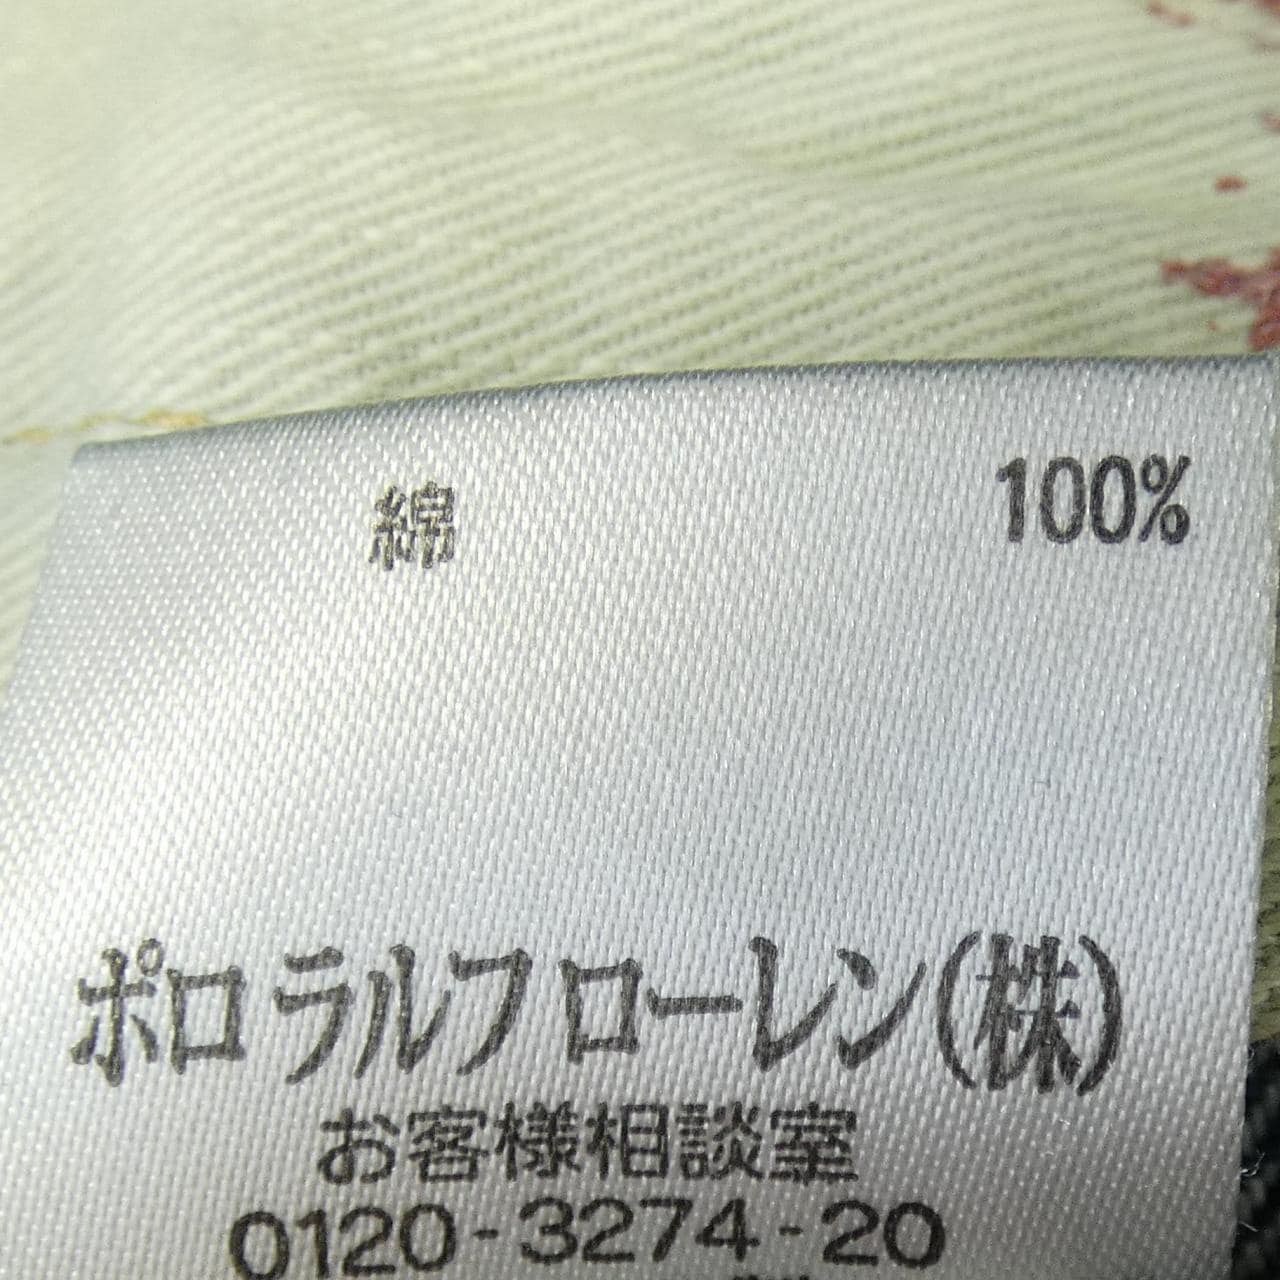 綿 100%
ポロ ラルフ ローレン(株)
お客様相談室
0120-3274-20